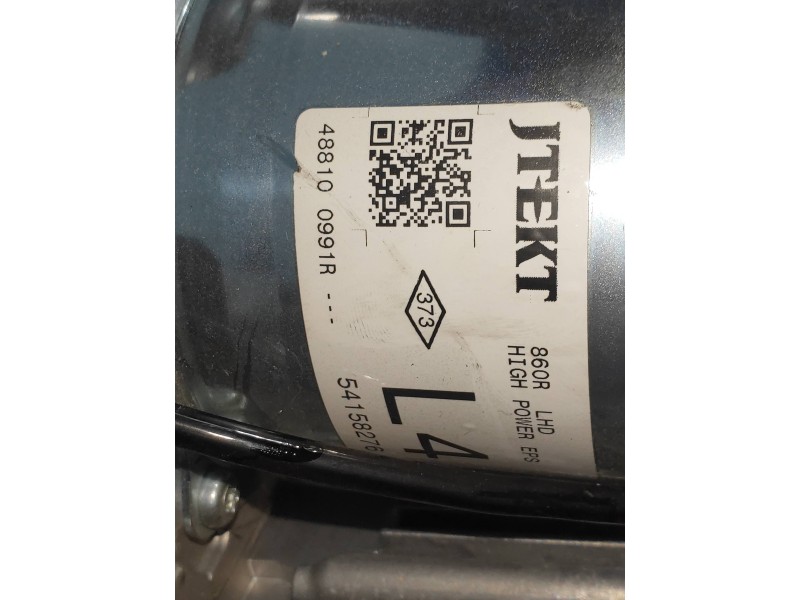 JTEKT
860R LHD
HIGH POWER EPS
373
L4
48810 0991R ---
54158276